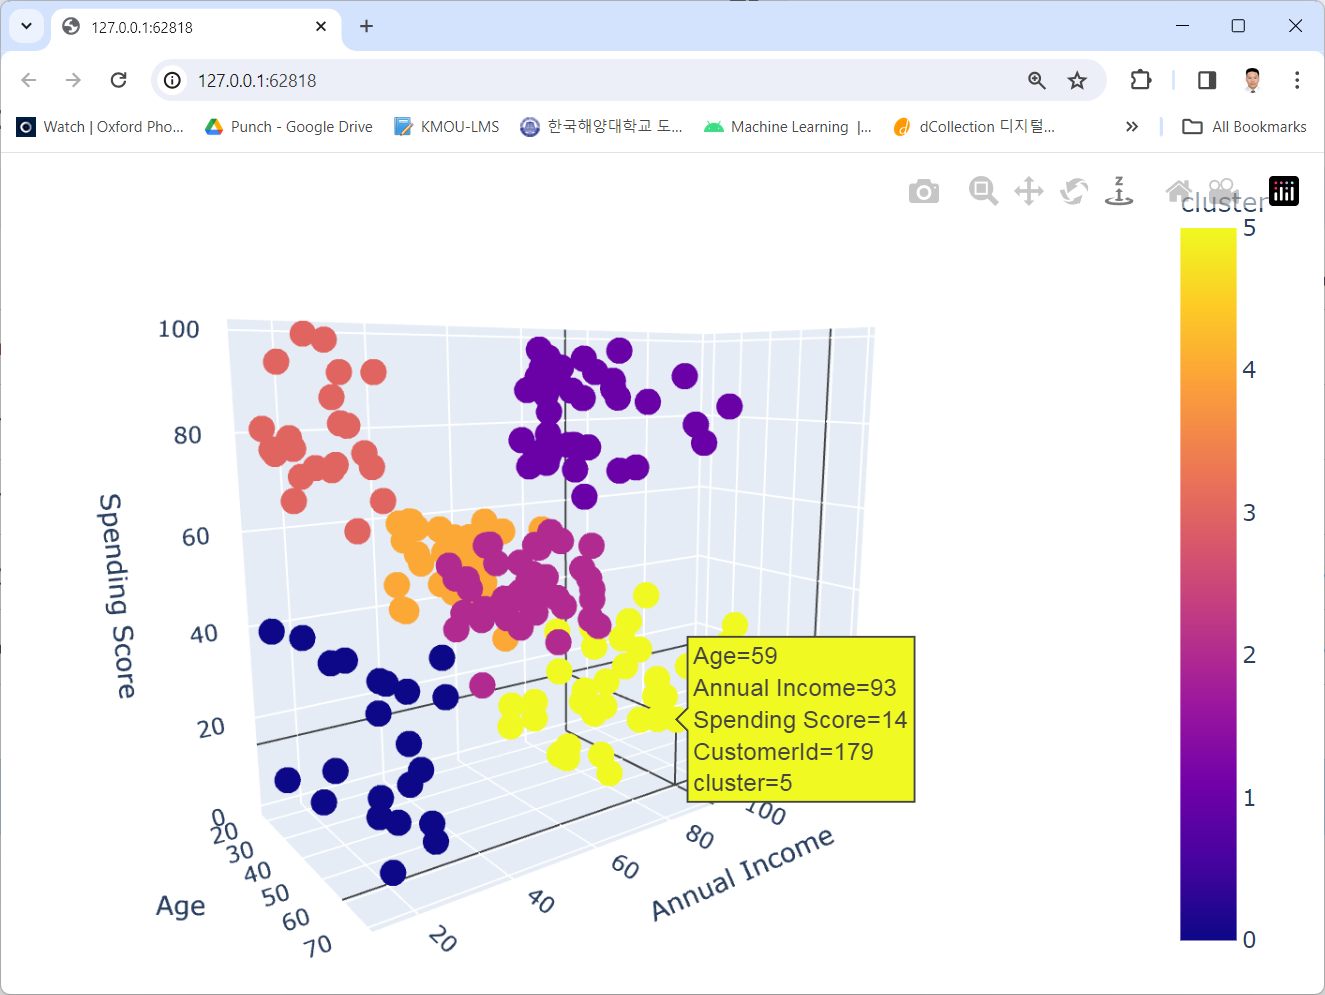 127.0.0.1:62818
127.0.0.1:62818
Watch | Oxford Pho...
Punch - Google Drive
KMOU-LMS
한국해양대학교 도...
Machine Learning |...
dCollection 디지털...
All Bookmarks
Z
cluster
5
4
3
2
1
0
100
80
60
40
20
0
Spending Score
20
30
40
50
60
70
Age
20
40
60
80
100
Annual Income
Age=59
Annual Income=93
Spending Score=14
CustomerId=179
cluster=5